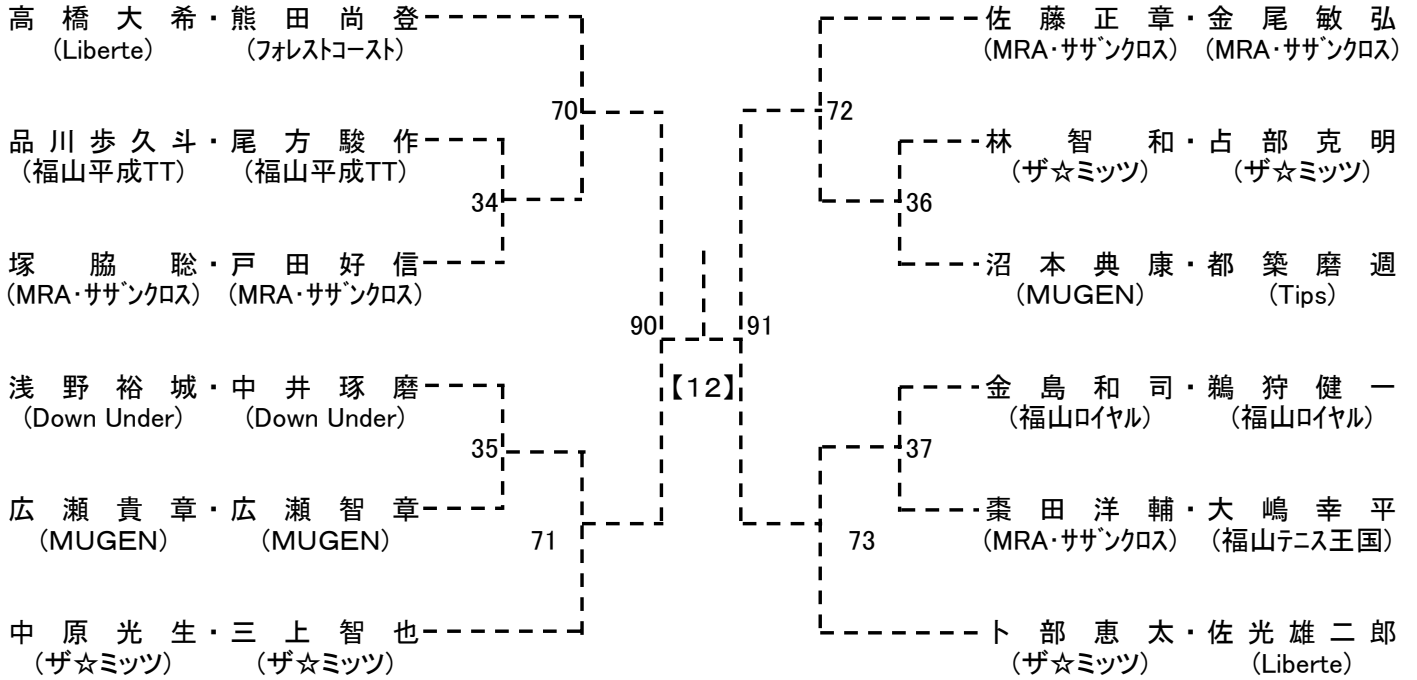 高橋大希・熊田尚登
(Liberte) (フォレストコースト)
70
品川歩久斗・尾方駿作
(福山平成TT) (福山平成TT)
34
塚脇聡・戸田好信
(MRA・サザンクロス) (MRA・サザンクロス)
90
浅野裕城・中井琢磨
(Down Under) (Down Under)
35
広瀬貴章・広瀬智章
(MUGEN) (MUGEN)
71
中原光生・三上智也
(ザ☆ミッツ) (ザ☆ミッツ)
【12】
佐藤正章・金尾敏弘
(MRA・サザンクロス) (MRA・サザンクロス)
72
林智和・占部克明
(ザ☆ミッツ) (ザ☆ミッツ)
36
沼本典康・都築磨週
(MUGEN) (Tips)
91
金島和司・鵜狩健一
(福山ロイヤル) (福山ロイヤル)
37
棗田洋輔・大嶋幸平
(MRA・サザンクロス) (福山テニス王国)
73
卜部恵太・佐光雄二郎
(ザ☆ミッツ) (Liberte)